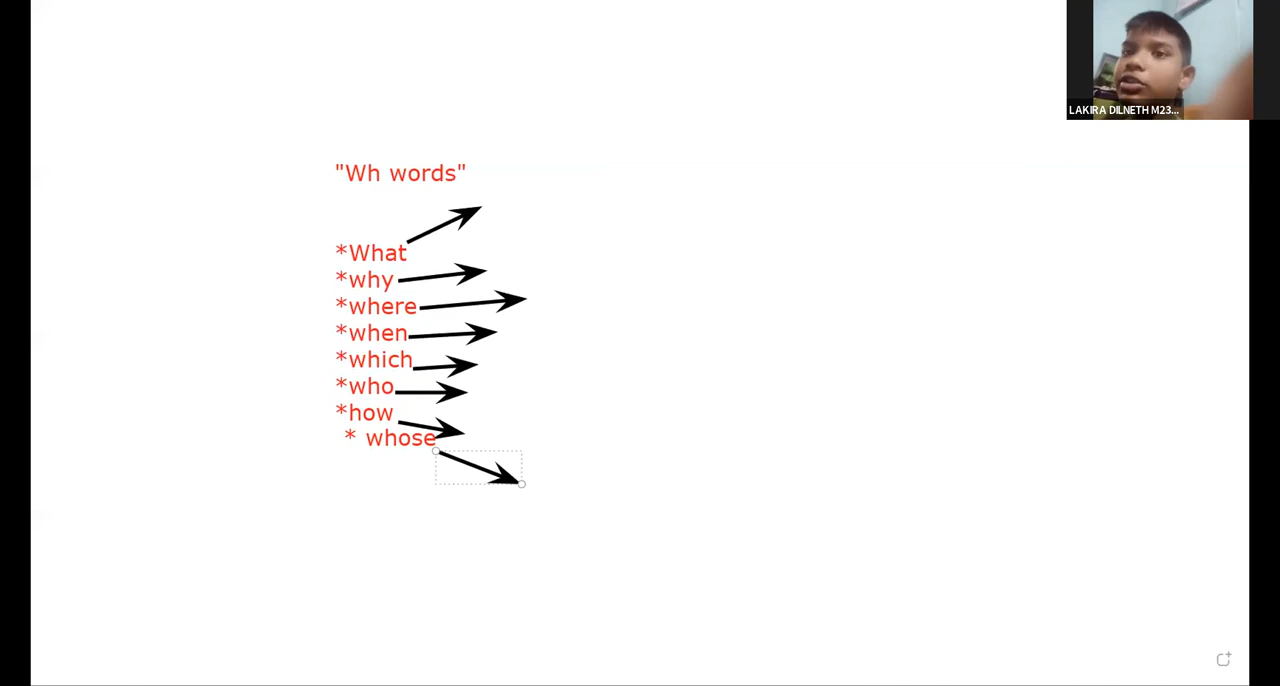 LAKIRA DILNETH M23...
"Wh words"
*What
*why
*where
*when
*which
*who
*how
* whose